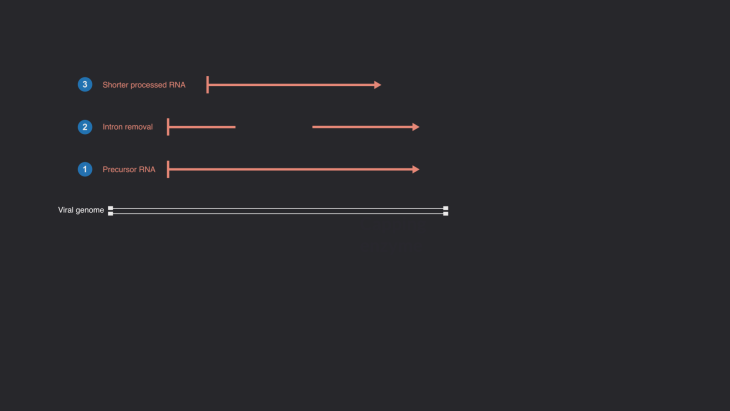 3 Shorter processed RNA
2 Intron removal
1 Precursor RNA
Viral genome